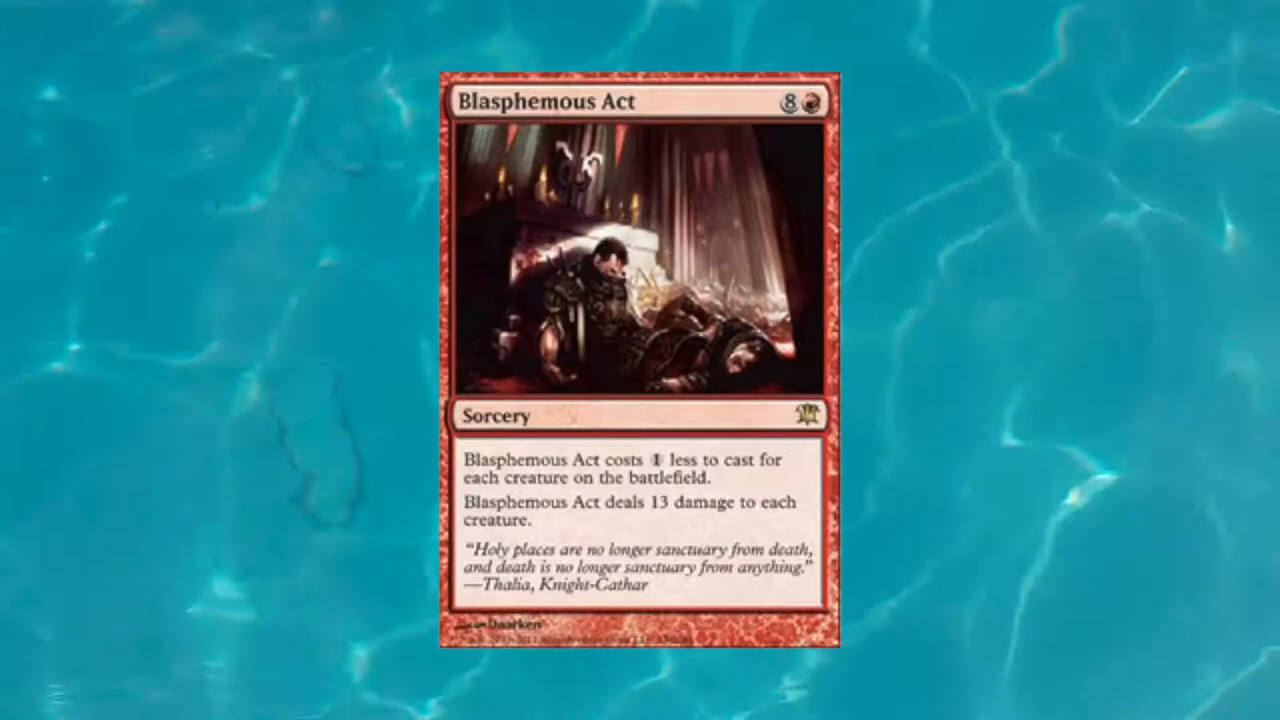 Blasphemous Act 8
Sorcery
Blasphemous Act costs 1 less to cast for
each creature on the battlefield.
Blasphemous Act deals 13 damage to each
creature.
“Holy places are no longer sanctuary from death,
and death is no longer sanctuary from anything.”
—Thalia, Knight-Cathar
Daarken